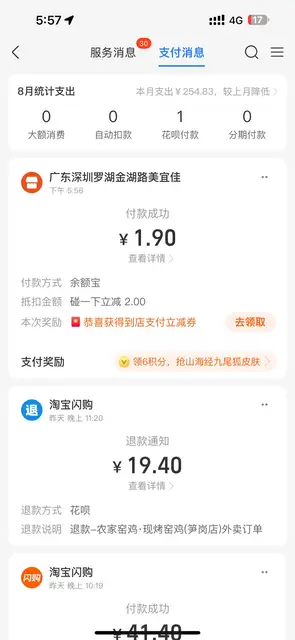 5:57 4G 17
服务消息 30 支付消息
8月统计支出 本月支出￥254.83，较上月降低
0 0 1 0
大额消费 自动扣款 花呗付款 分期付款
广东深圳罗湖金湖路美宜佳
下午 5:56
付款成功
￥1.90
查看详情
付款方式 余额宝
抵扣金额 碰一下立减 2.00
本次奖励 恭喜获得到店支付立减券 去领取
支付奖励 领6积分，抢山海经九尾狐皮肤
退 淘宝闪购
昨天 晚上 11:20
退款通知
￥19.40
查看详情
退款方式 花呗
退款说明 退款-农家窑鸡·现烤窑鸡(笋岗店)外卖订单
闪购 淘宝闪购
昨天 晚上 10:19
付款成功
￥41.40